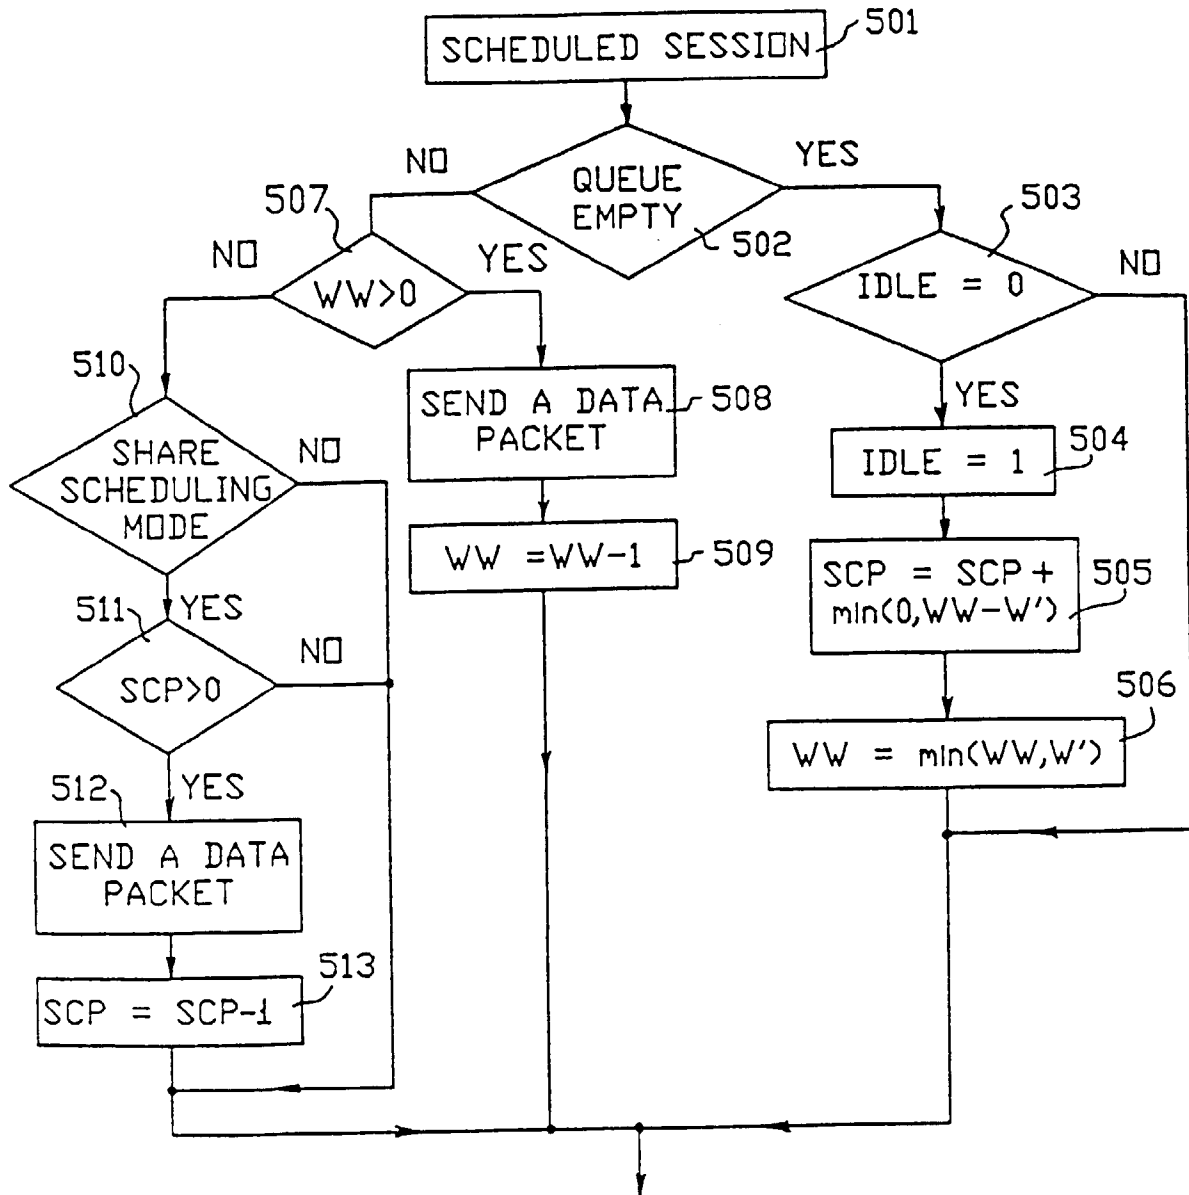 SCHEDULED SESSION
501
NO
QUEUE
EMPTY
YES
502
507
NO
WW>0
YES
503
IDLE = 0
NO
510
SHARE
SCHEDULING
MODE
NO
SEND A DATA
PACKET
508
YES
IDLE = 1
504
WW =WW-1
509
SCP = SCP+
min(0,WW-W')
505
YES
511
SCP>0
NO
WW = min(WW,W')
506
YES
512
SEND A DATA
PACKET
SCP = SCP-1
513